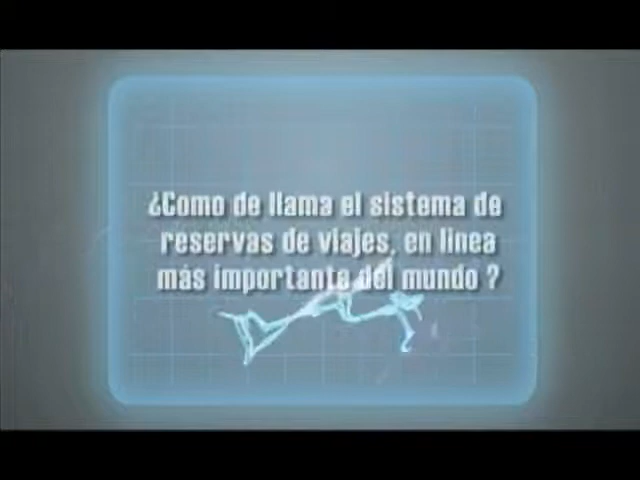 ¿Como de llama el sistema de
reservas de viajes, en linea
más importante del mundo ?